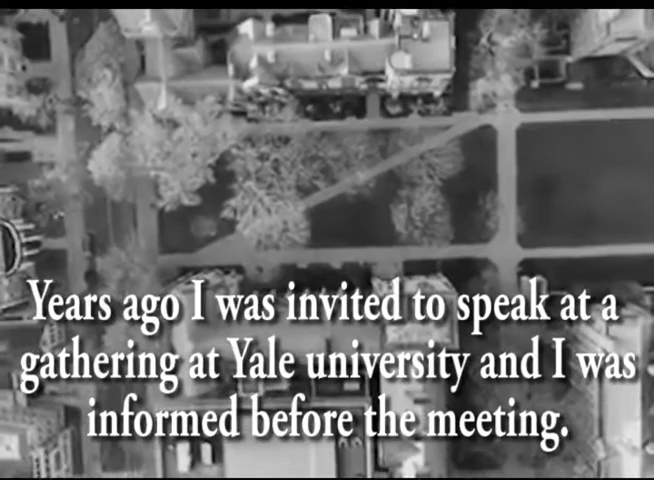 Years ago I was invited to speak at a
gathering at Yale university and I was
informed before the meeting.